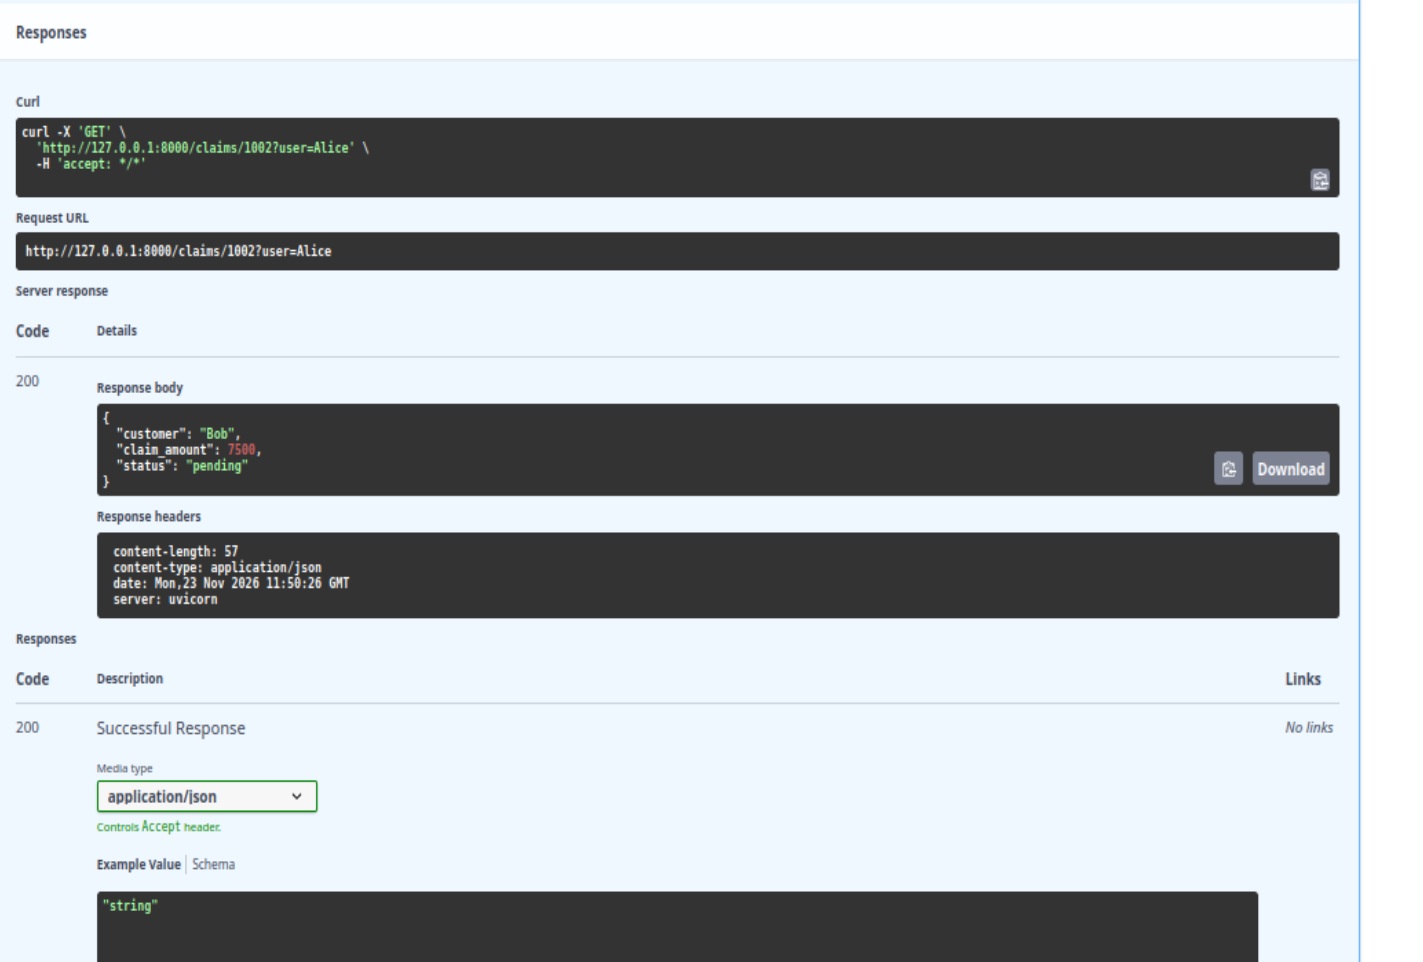 Responses
Curl
curl -X 'GET' \
'http://127.0.0.1:8000/claims/1002?user=Alice' \
-H 'accept: */*'
Request URL
http://127.0.0.1:8000/claims/1002?user=Alice
Server response
Code Details
200
Response body
{
"customer": "Bob",
"claim_amount": 7500,
"status": "pending"
}
Download
Response headers
content-length: 57
content-type: application/json
date: Mon,23 Nov 2026 11:50:26 GMT
server: uvicorn
Responses
Code Description Links
200 Successful Response No links
Media type
application/json
Controls Accept header.
Example Value Schema
"string"